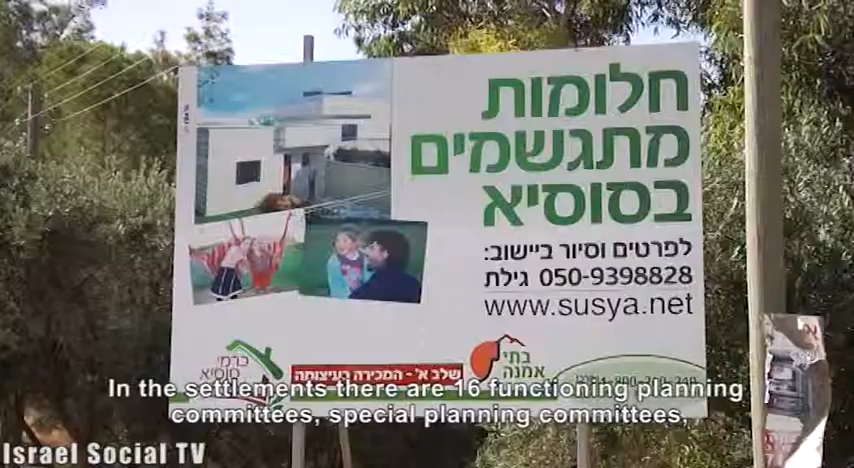 חלומות
מתגשמים
בסוסיא
לפרטים וסיור ביישוב:
גילת 050-9398828
www.susya.net
כרמי
סוסיא
שלב א' - המכירה בעיצומה
בתי
אמנה
In the settlements there are 16 functioning planning
committees, special planning committees,
Israel Social TV